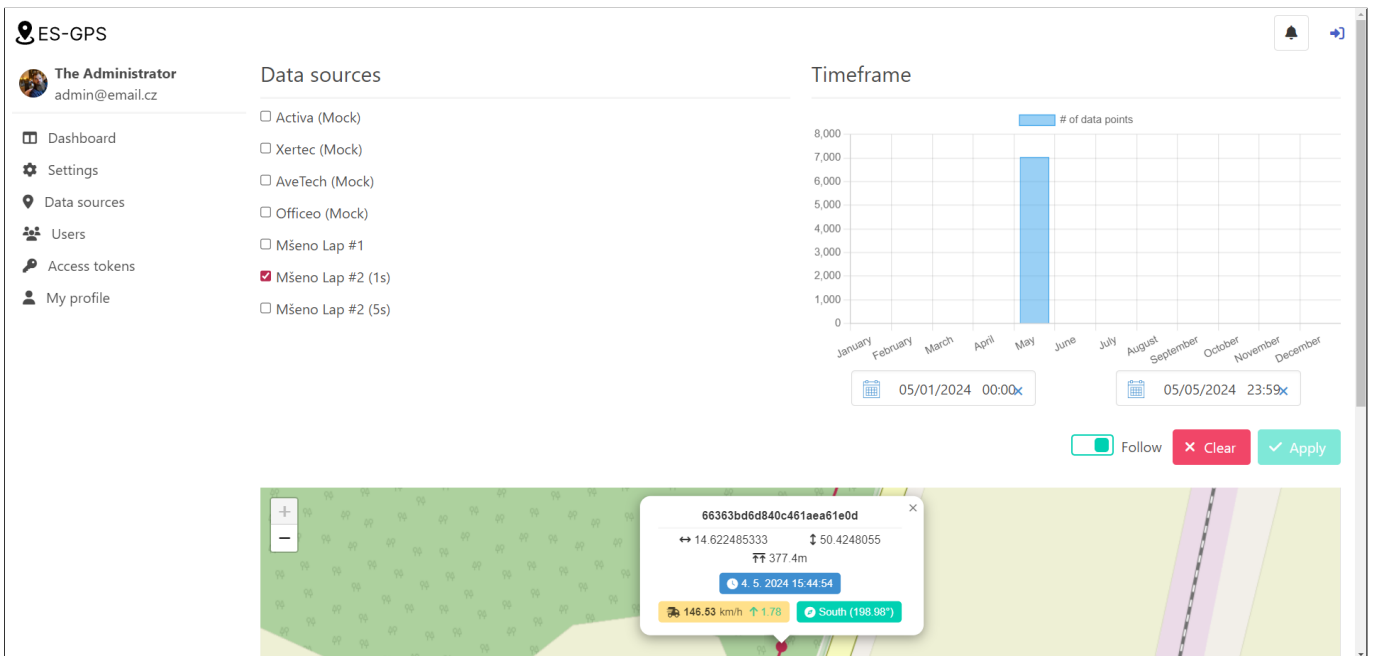 ES-GPS
The Administrator
admin@email.cz
Dashboard
Settings
Data sources
Users
Access tokens
My profile
Data sources
Activa (Mock)
Xertec (Mock)
AveTech (Mock)
Officeo (Mock)
Mšeno Lap #1
Mšeno Lap #2 (1s)
Mšeno Lap #2 (5s)
Timeframe
# of data points
8,000
7,000
6,000
5,000
4,000
3,000
2,000
1,000
0
January February March April May June July August September October November December
05/01/2024 00:00 05/05/2024 23:59
Follow Clear Apply
+
−
66363bd6d840c461aea61e0d
14.622485333 50.4248055
377.4m
4. 5. 2024 15:44:54
146.53 km/h 1.78 South (198.98°)